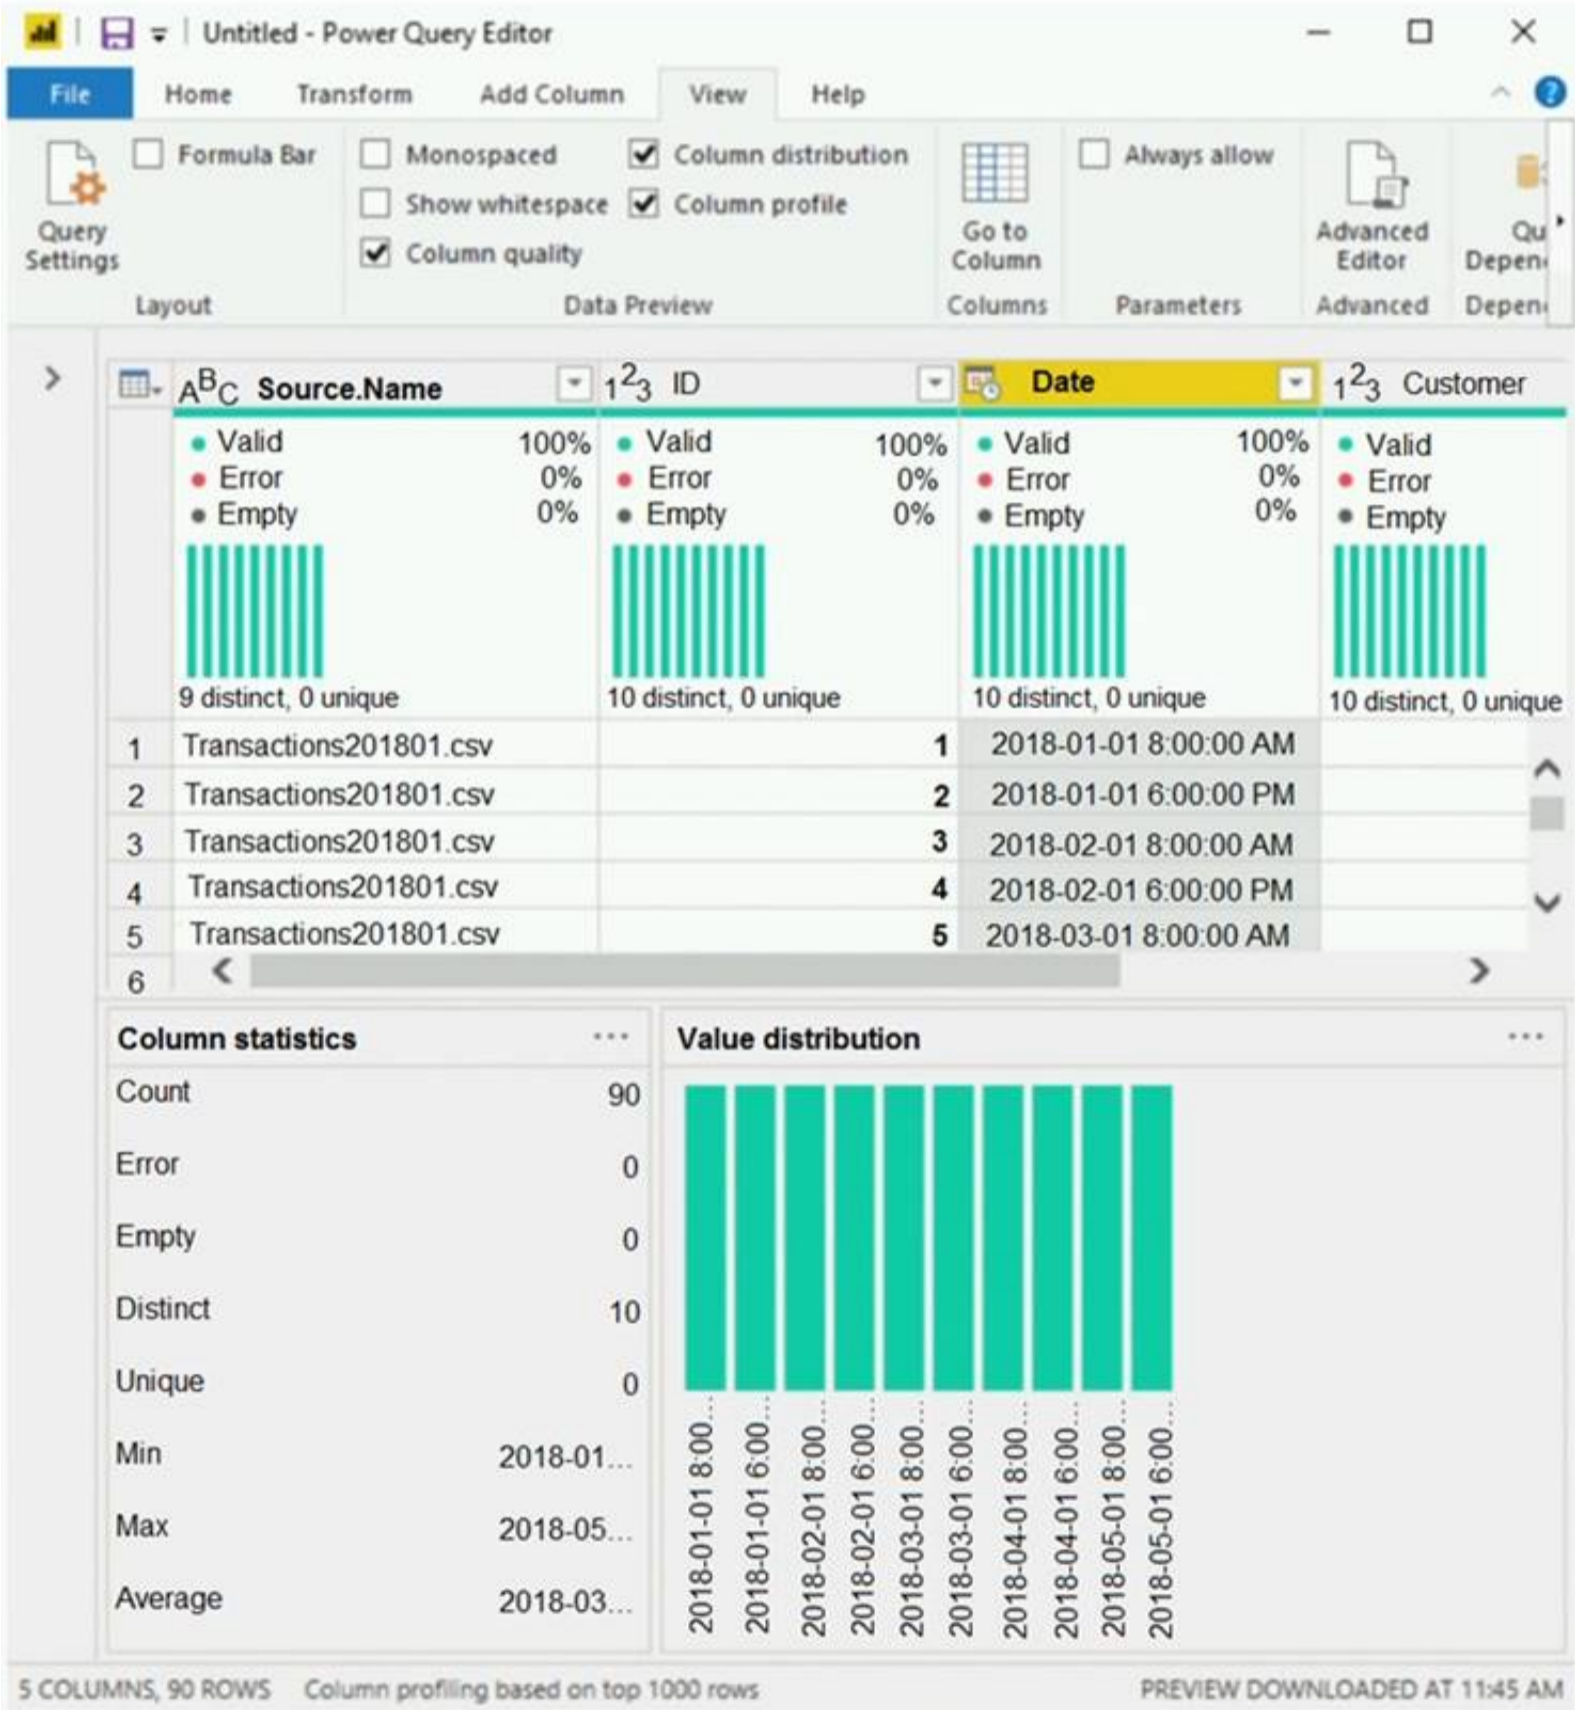 Untitled - Power Query Editor
File Home Transform Add Column View Help
Formula Bar Monospaced Column distribution Always allow
Show whitespace Column profile
Column quality
Query Settings Go to Column Advanced Editor Qu Depen
Layout Data Preview Columns Parameters Advanced Depen
ABC Source.Name 123 ID Date 123 Customer
Valid 100% Valid 100% Valid 100% Valid
Error 0% Error 0% Error 0% Error
Empty 0% Empty 0% Empty 0% Empty
9 distinct, 0 unique 10 distinct, 0 unique 10 distinct, 0 unique 10 distinct, 0 unique
1 Transactions201801.csv 1 2018-01-01 8:00:00 AM
2 Transactions201801.csv 2 2018-01-01 6:00:00 PM
3 Transactions201801.csv 3 2018-02-01 8:00:00 AM
4 Transactions201801.csv 4 2018-02-01 6:00:00 PM
5 Transactions201801.csv 5 2018-03-01 8:00:00 AM
6
Column statistics ...
Count 90
Error 0
Empty 0
Distinct 10
Unique 0
Min 2018-01...
Max 2018-05...
Average 2018-03...
Value distribution ...
2018-01-01 8:00...
2018-01-01 6:00...
2018-02-01 8:00...
2018-02-01 6:00...
2018-03-01 8:00...
2018-03-01 6:00...
2018-04-01 8:00...
2018-04-01 6:00...
2018-05-01 8:00...
2018-05-01 6:00...
5 COLUMNS, 90 ROWS Column profiling based on top 1000 rows PREVIEW DOWNLOADED AT 11:45 AM